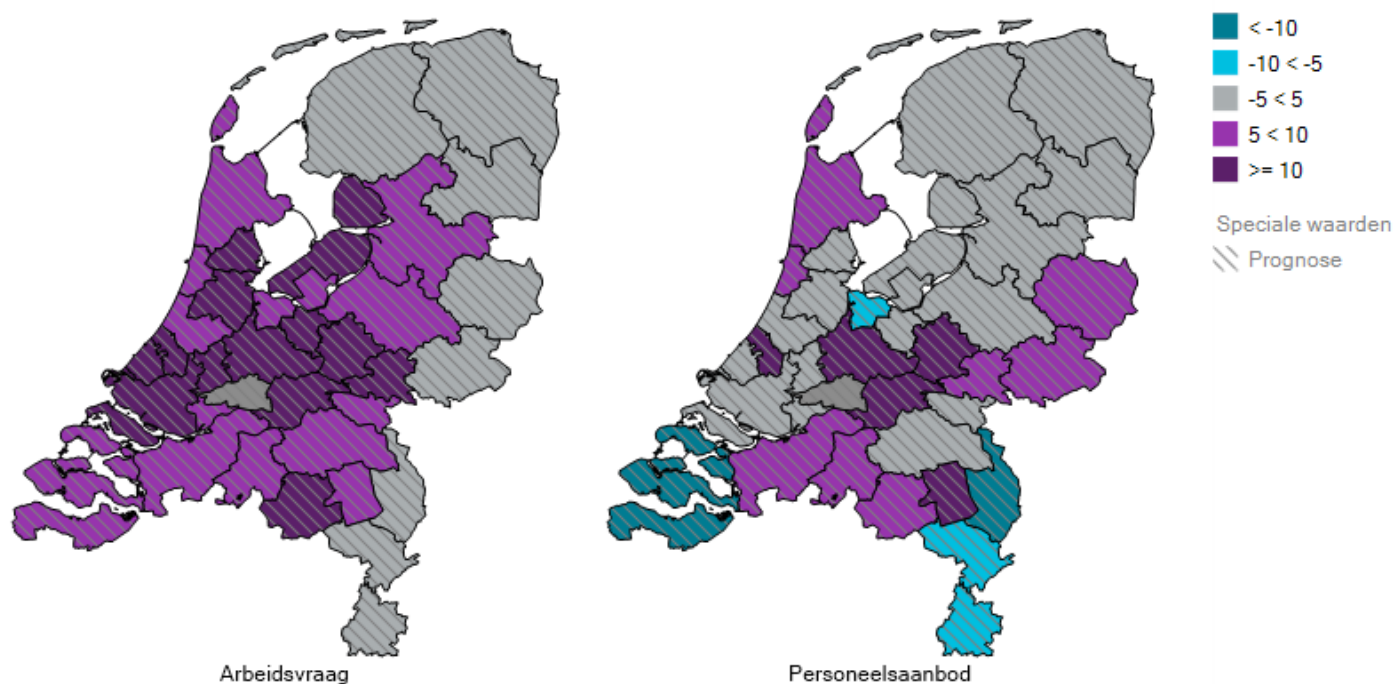 < -10
-10 < -5
-5 < 5
5 < 10
>= 10
Speciale waarden
Prognose
Arbeidsvraag
Personeelsaanbod